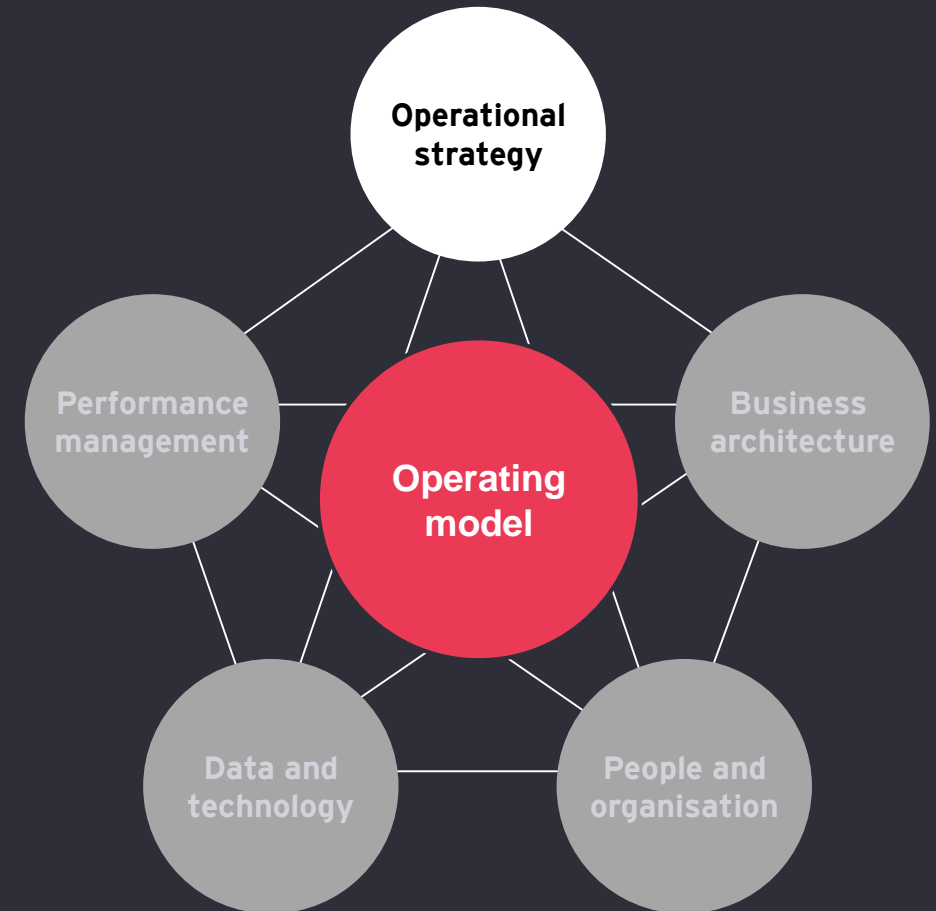 Operational
strategy
Performance
management
Business
architecture
Operating
model
Data and
technology
People and
organisation